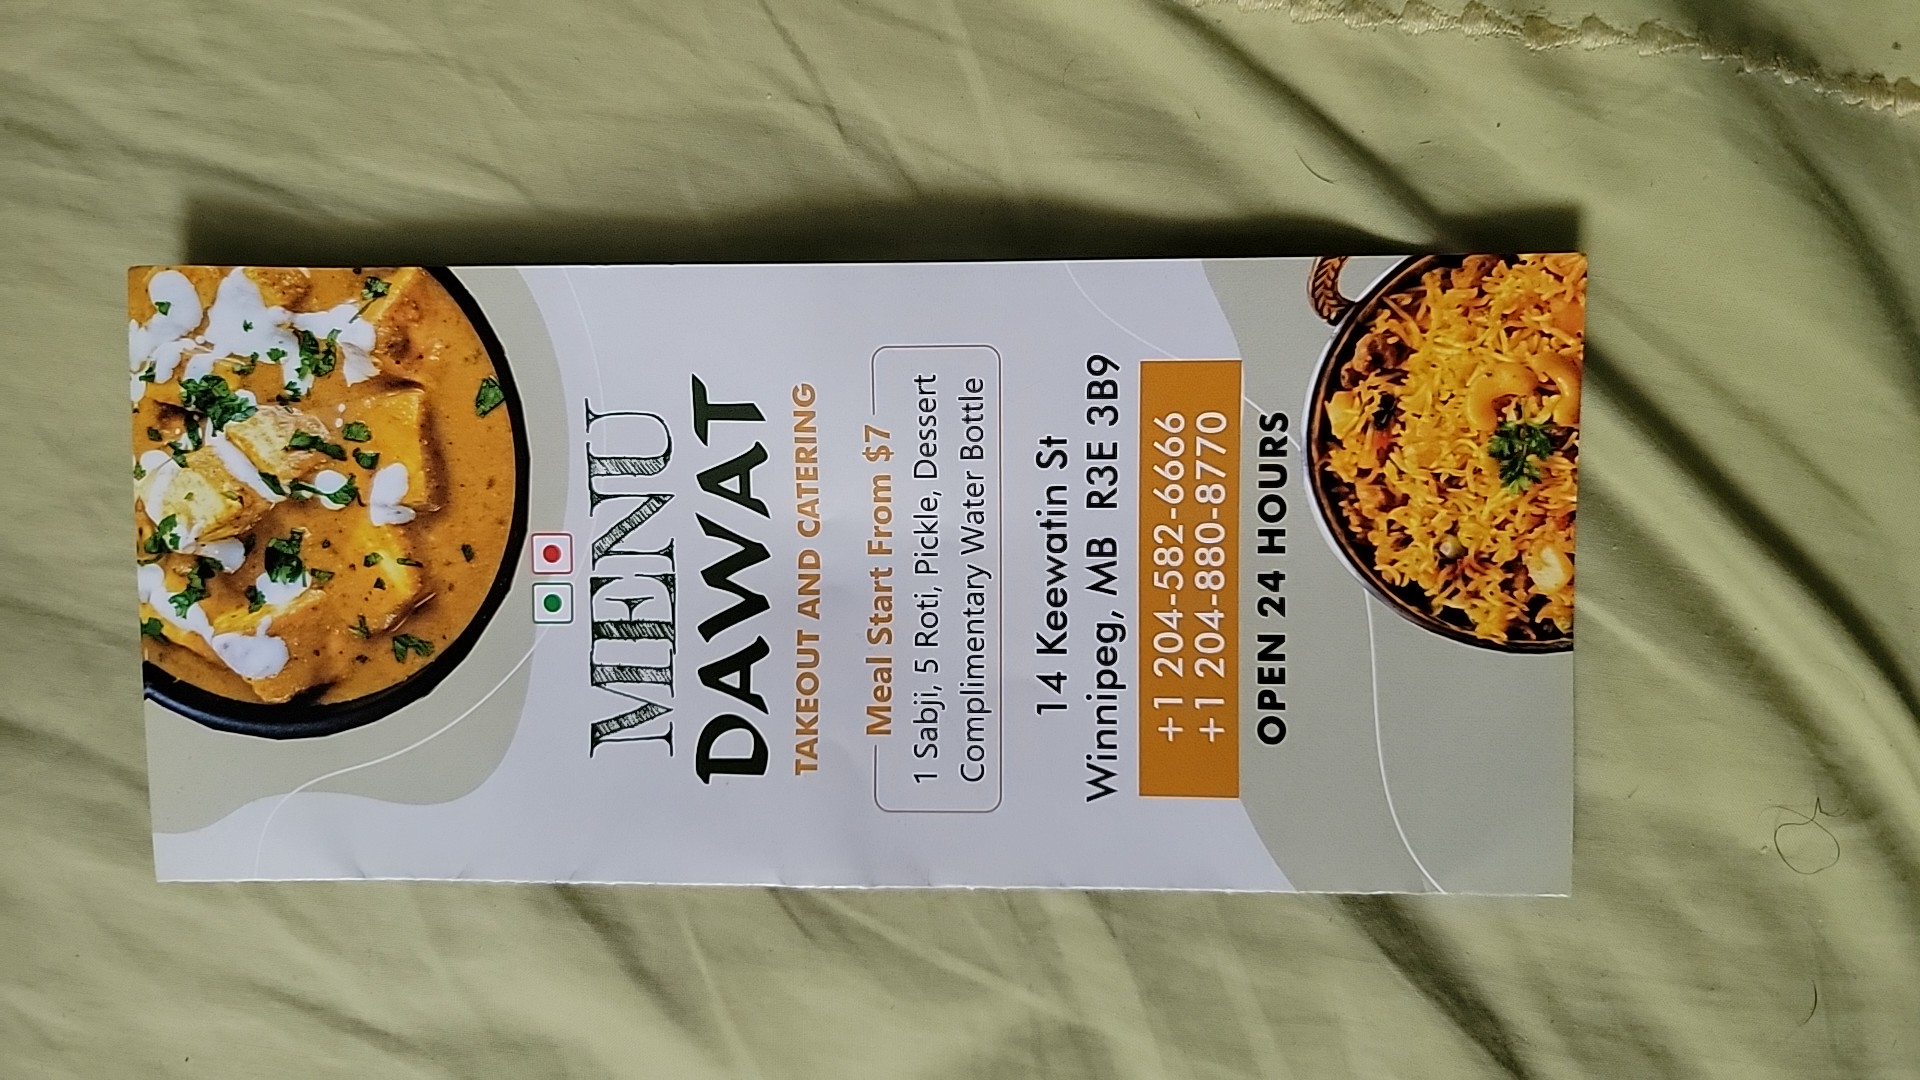 MENU
DAWAT
TAKEOUT AND CATERING
Meal Start From $7
1 Sabji, 5 Roti, Pickle, Dessert
Complimentary Water Bottle
14 Keewatin St
Winnipeg, MB R3E 3B9
+1 204-582-6666
+1 204-880-8770
OPEN 24 HOURS